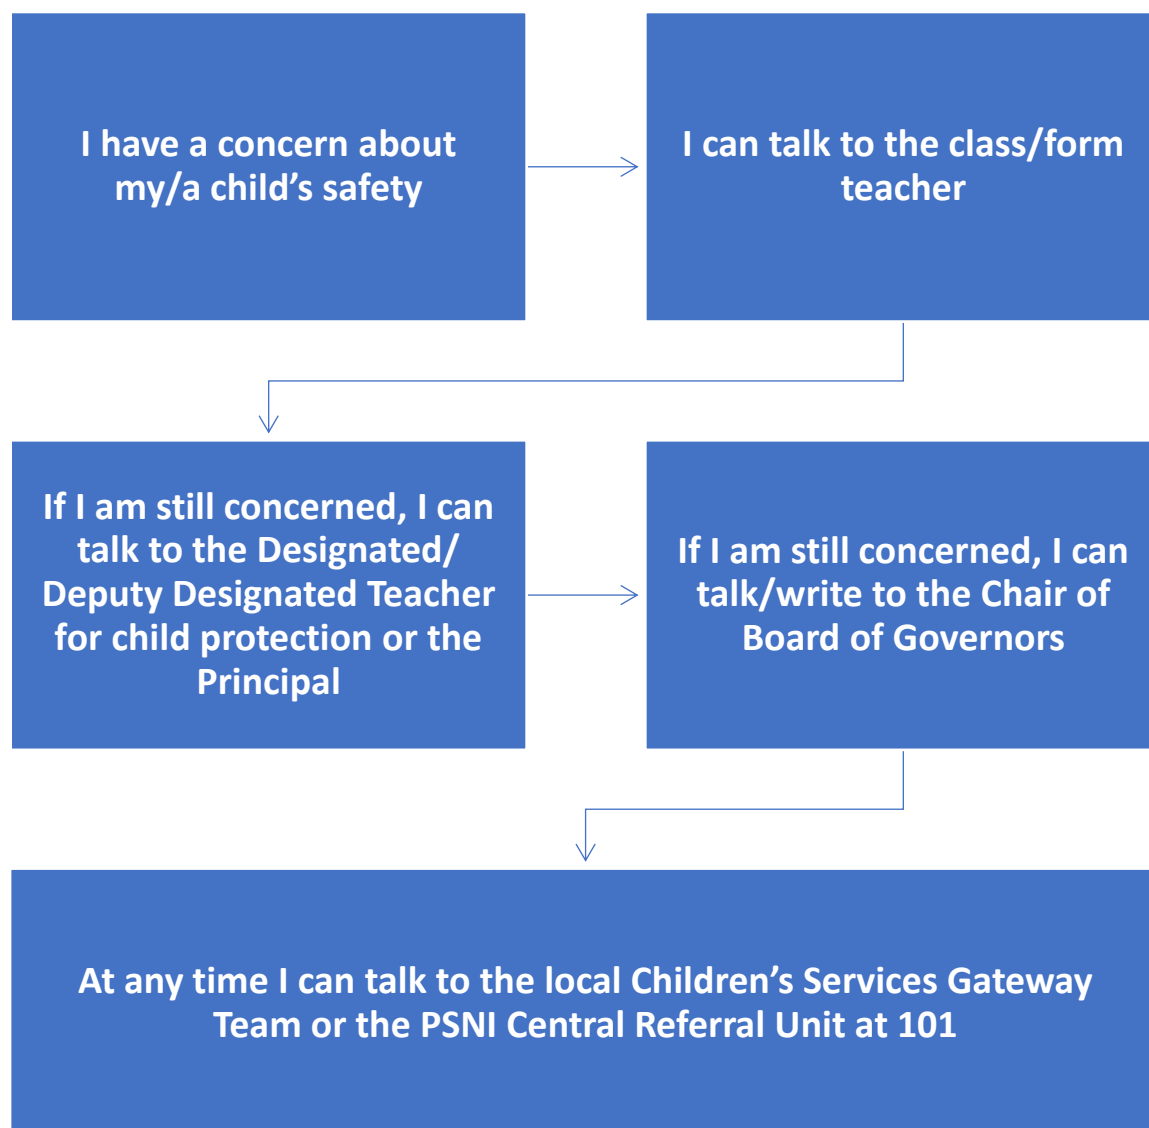 I have a concern about
my/a child’s safety
I can talk to the class/form
teacher
If I am still concerned, I can
talk to the Designated/
Deputy Designated Teacher
for child protection or the
Principal
If I am still concerned, I can
talk/write to the Chair of
Board of Governors
At any time I can talk to the local Children’s Services Gateway
Team or the PSNI Central Referral Unit at 101